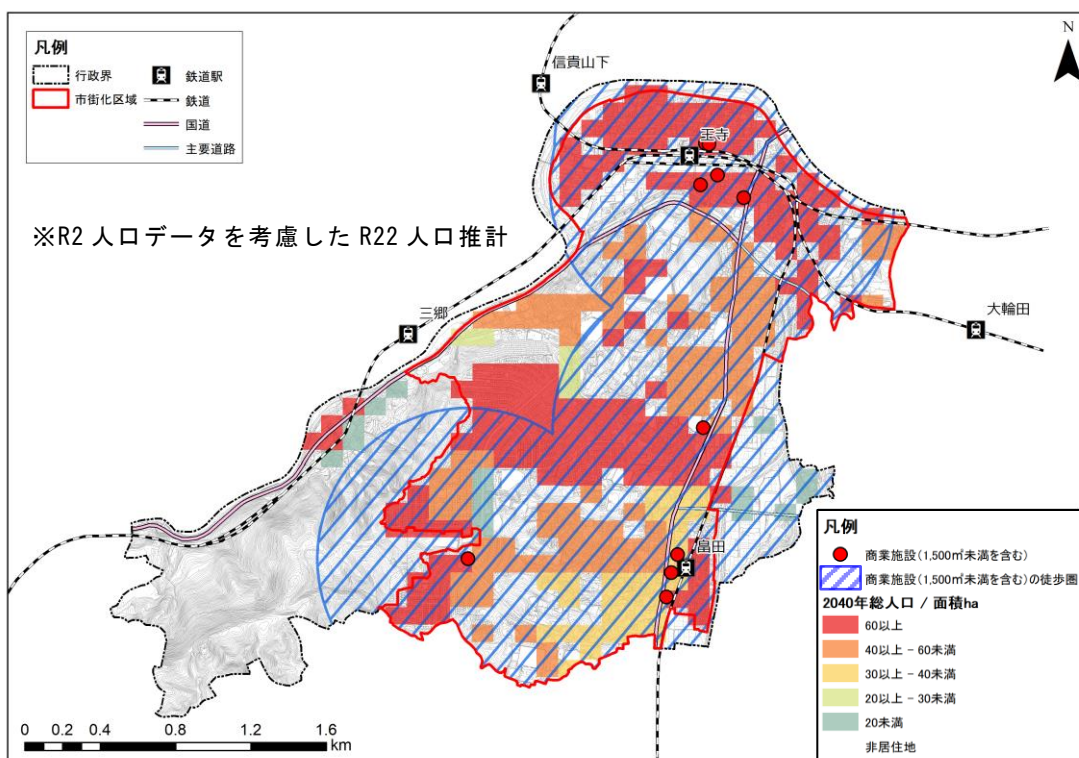 凡例
行政界
鉄道駅
市街化区域
鉄道
国道
主要道路
信貴山下
N
王寺
※R2 人口データを考慮した R22 人口推計
三郷
大輪田
畠田
0 0.2 0.4 0.8 1.2 1.6
km
凡例
商業施設(1,500㎡未満を含む)
商業施設(1,500㎡未満を含む)の徒歩圏
2040年総人口 / 面積ha
60以上
40以上 - 60未満
30以上 - 40未満
20以上 - 30未満
20未満
非居住地